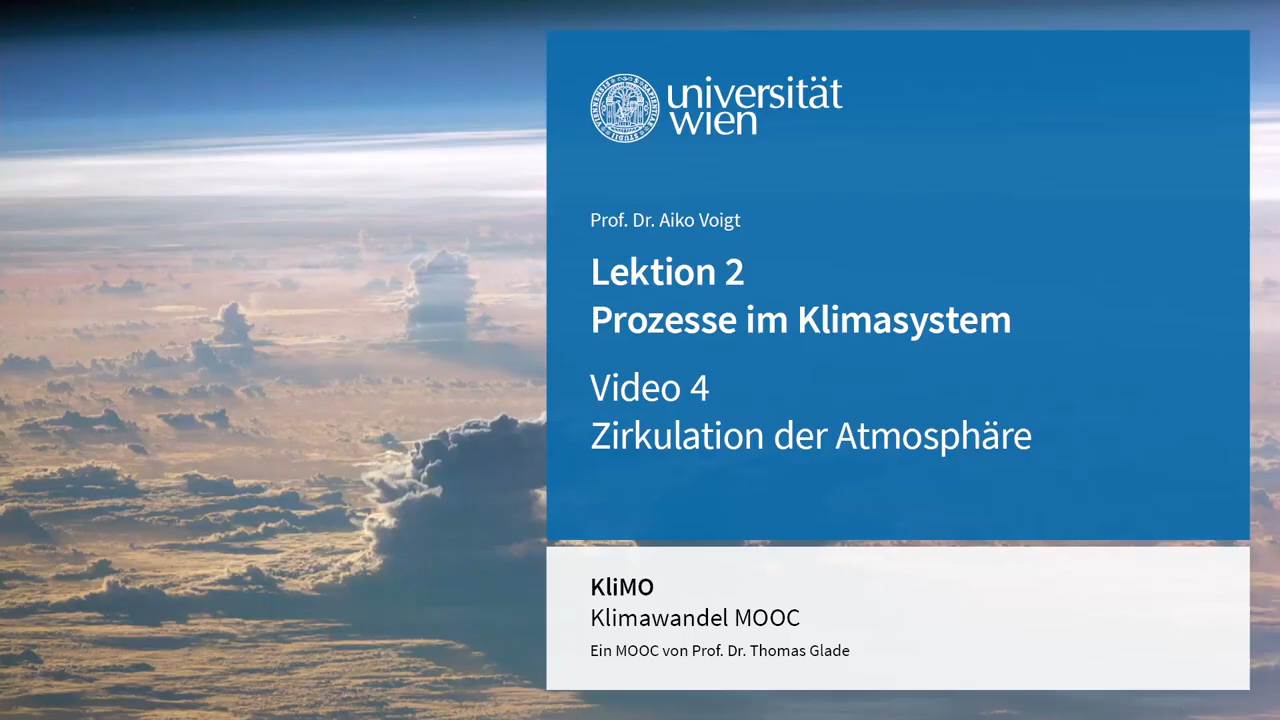 universität
wien
Prof. Dr. Aiko Voigt
Lektion 2
Prozesse im Klimasystem
Video 4
Zirkulation der Atmosphäre
KliMO
Klimawandel MOOC
Ein MOOC von Prof. Dr. Thomas Glade